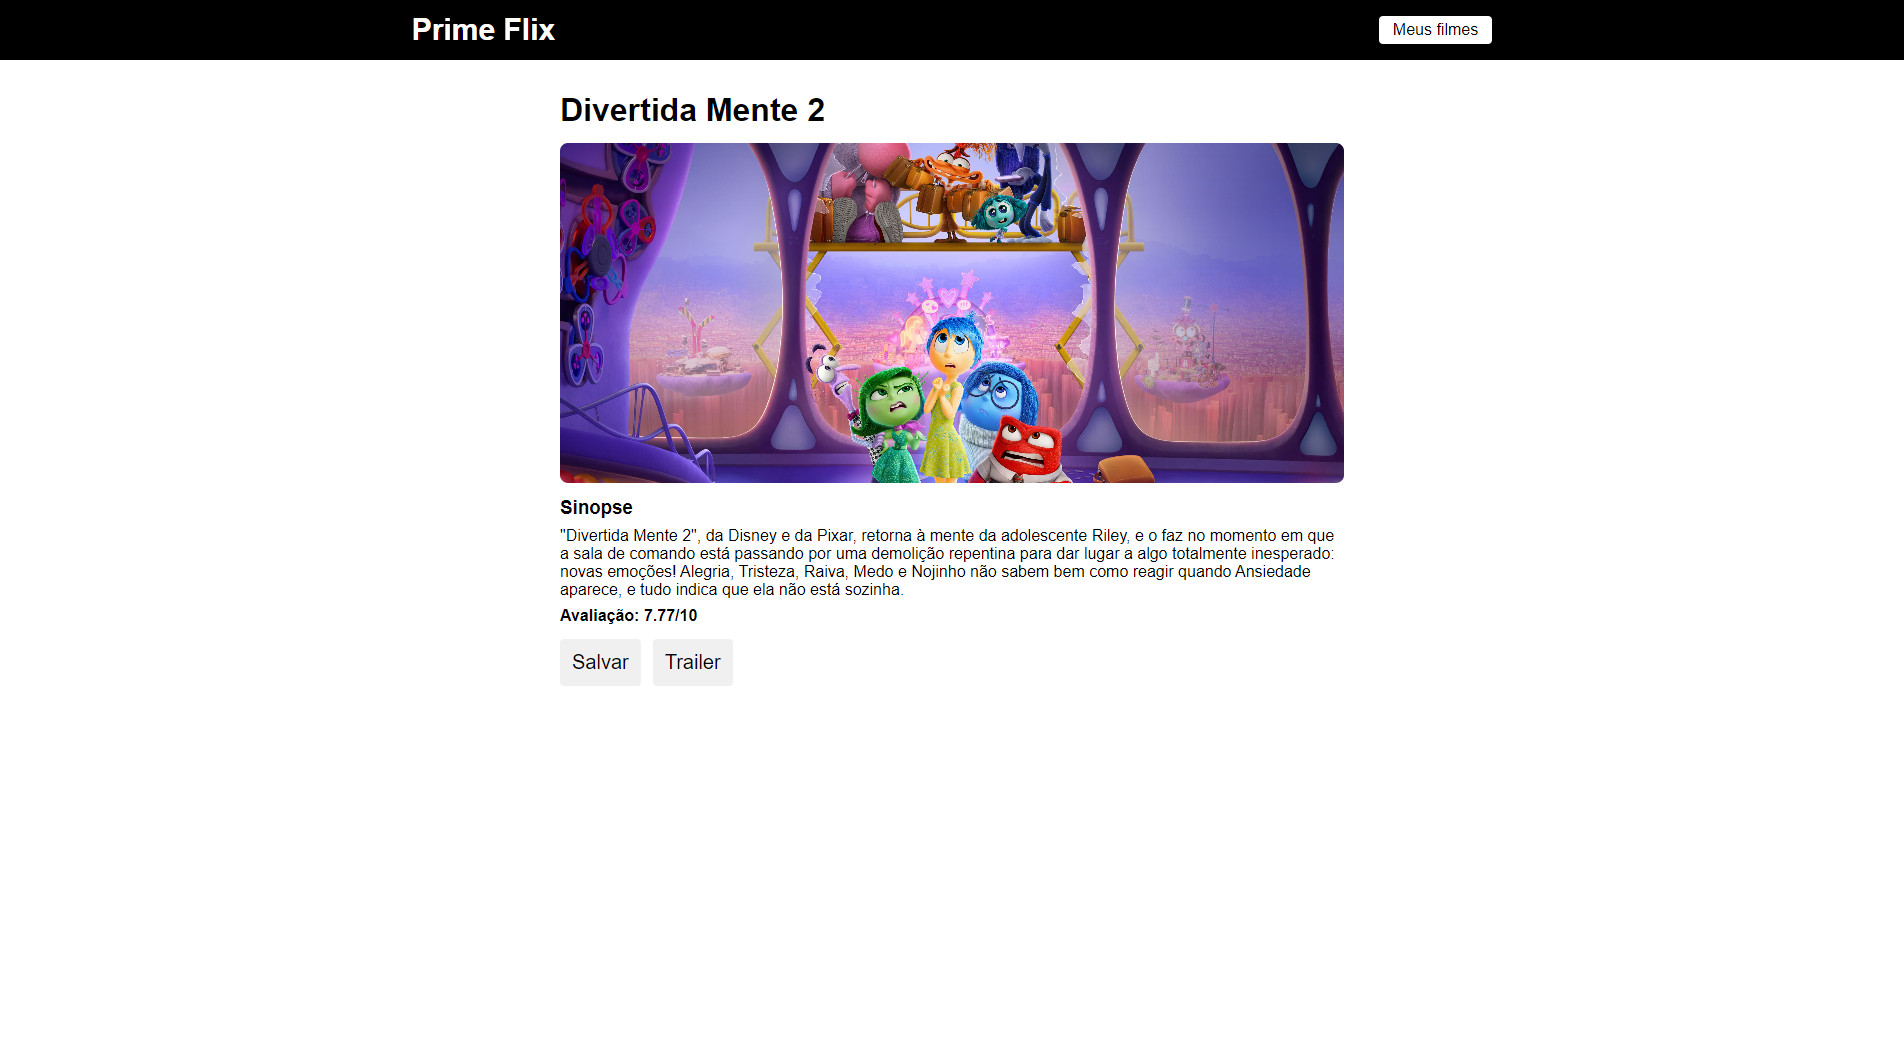 Prime Flix
Meus filmes
Divertida Mente 2
Sinopse
"Divertida Mente 2", da Disney e da Pixar, retorna à mente da adolescente Riley, e o faz no momento em que
a sala de comando está passando por uma demolição repentina para dar lugar a algo totalmente inesperado:
novas emoções! Alegria, Tristeza, Raiva, Medo e Nojinho não sabem bem como reagir quando Ansiedade
aparece, e tudo indica que ela não está sozinha.
Avaliação: 7.77/10
Salvar
Trailer